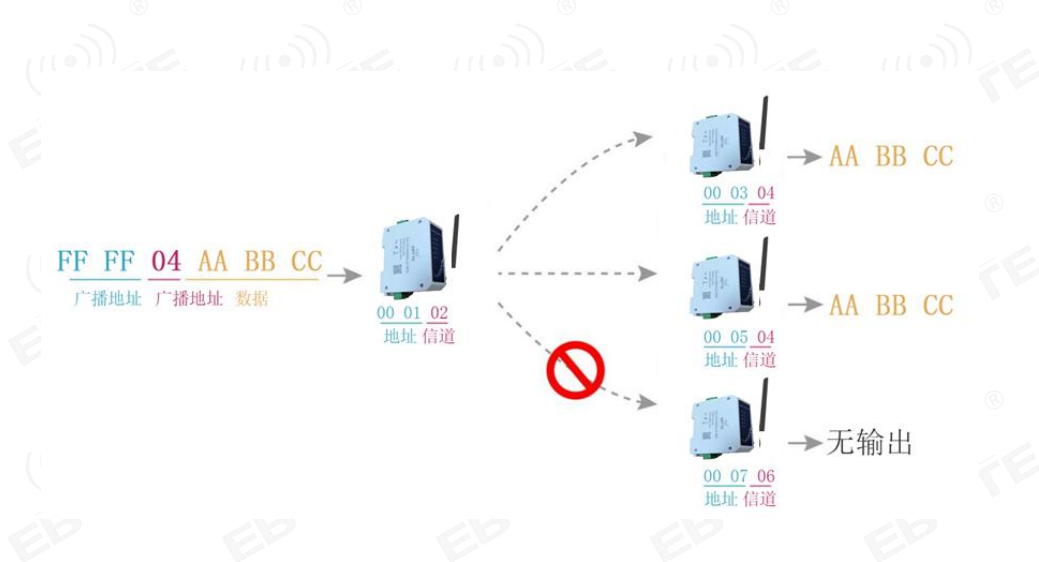 FF FF 04 AA BB CC
广播地址 广播地址 数据
00 01 02
地址 信道
00 03 04
地址 信道
AA BB CC
00 05 04
地址 信道
AA BB CC
00 07 06
地址 信道
无输出